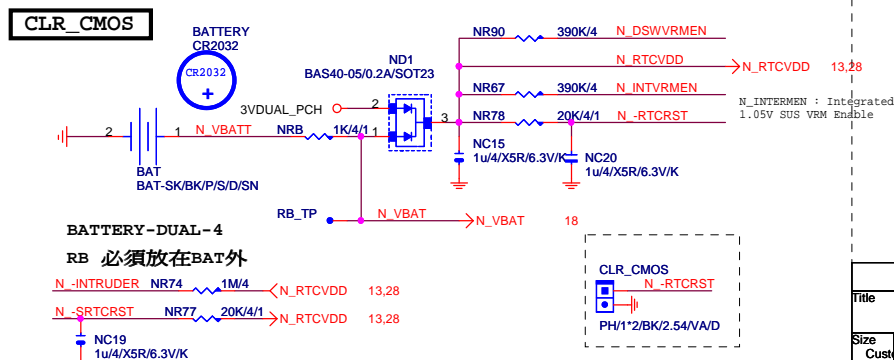 CLR_CMOS
BATTERY
CR2032
CR2032
+
ND1
BAS40-05/0.2A/SOT23
NR90 390K/4 N_DSWVRMEN
N_RTCVDD N_RTCVDD 13,28
NR67 390K/4 N_INTVRMEN
N_INTERMEN : Integrated
1.05V SUS VRM Enable
3VDUAL_PCH 2
3
NR78 20K/4/1 N_-RTCRST
2 1 N_VBATT NRB 1K/4/1 1
BAT
BAT-SK/BK/P/S/D/SN
NC15
1u/4/X5R/6.3V/K
NC20
1u/4/X5R/6.3V/K
RB_TP N_VBAT N_VBAT 18
BATTERY-DUAL-4
RB 必須放在BAT外
N_-INTRUDER NR74 1M/4 N_RTCVDD 13,28
N_-SRTCRST NR77 20K/4/1 N_RTCVDD 13,28
NC19
1u/4/X5R/6.3V/K
CLR_CMOS
N_-RTCRST
PH/1*2/BK/2.54/VA/D
Title
Size